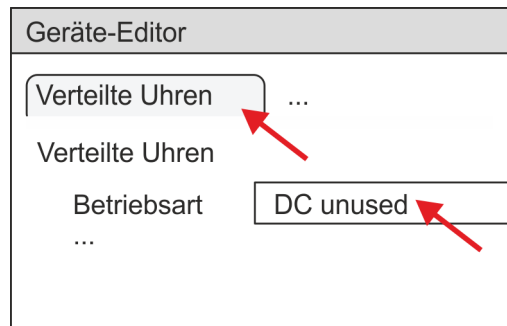 Geräte-Editor
Verteilte Uhren ...
Verteilte Uhren
Betriebsart DC unused
...